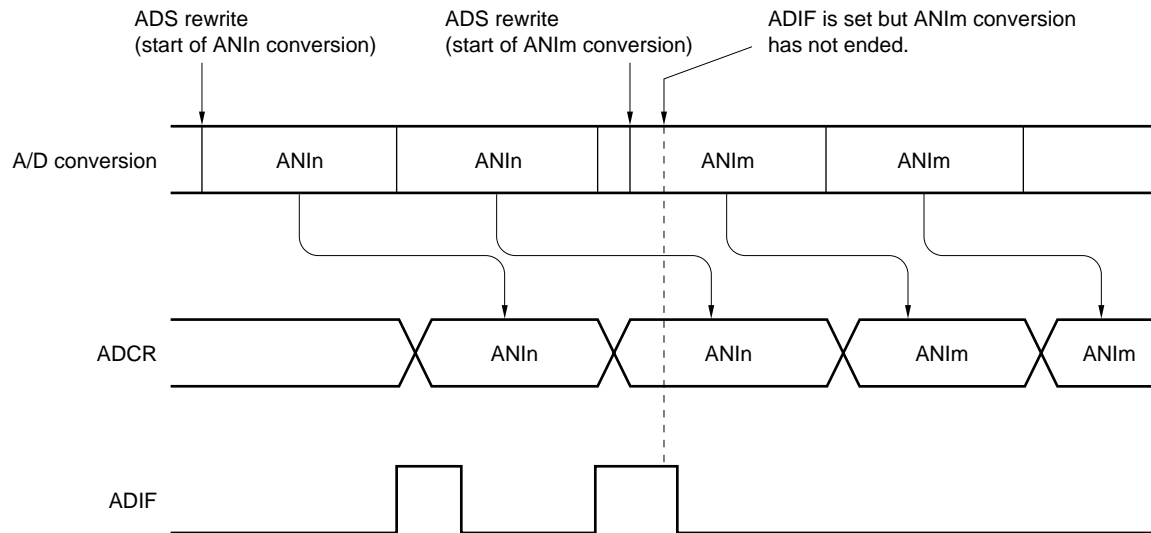 ADS rewrite
(start of ANIn conversion)
ADS rewrite
(start of ANIm conversion)
ADIF is set but ANIm conversion
has not ended.
A/D conversion
ANIn
ANIn
ANIm
ANIm
ADCR
ANIn
ANIn
ANIm
ANIm
ADIF